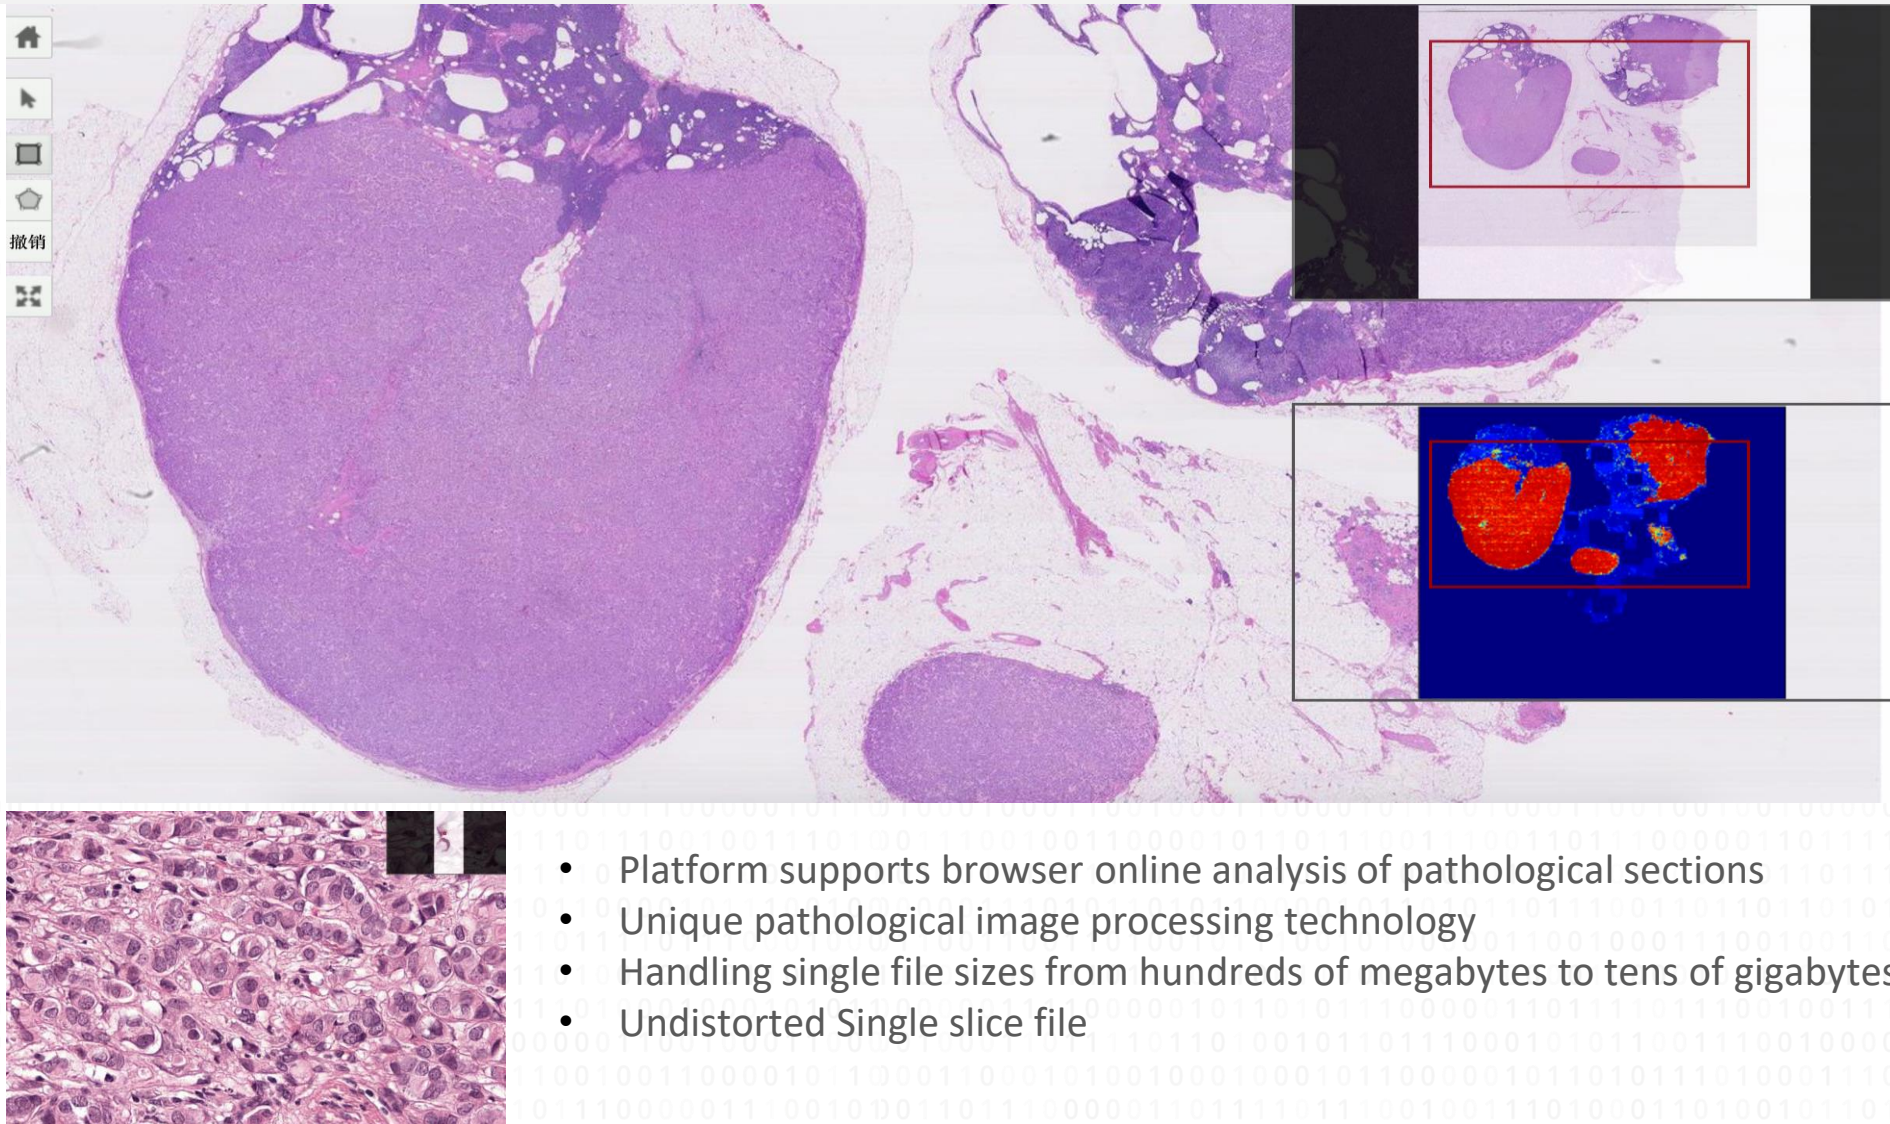 撤销
• Platform supports browser online analysis of pathological sections
• Unique pathological image processing technology
• Handling single file sizes from hundreds of megabytes to tens of gigabytes
• Undistorted Single slice file